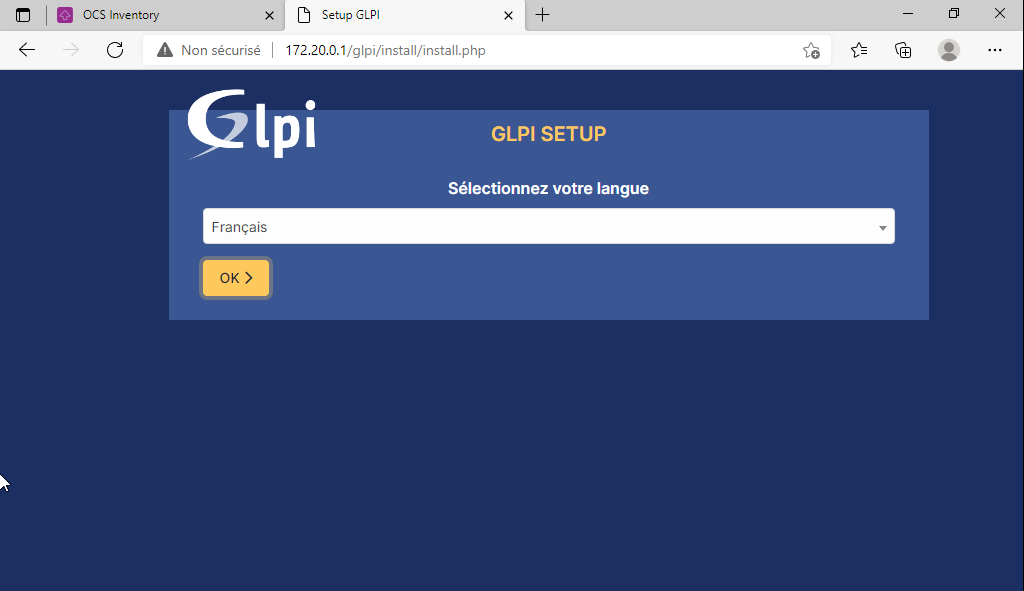 OCS Inventory
Setup GLPI
Non sécurisé
172.20.0.1/glpi/install/install.php
Glpi
GLPI SETUP
Sélectionnez votre langue
Français
OK